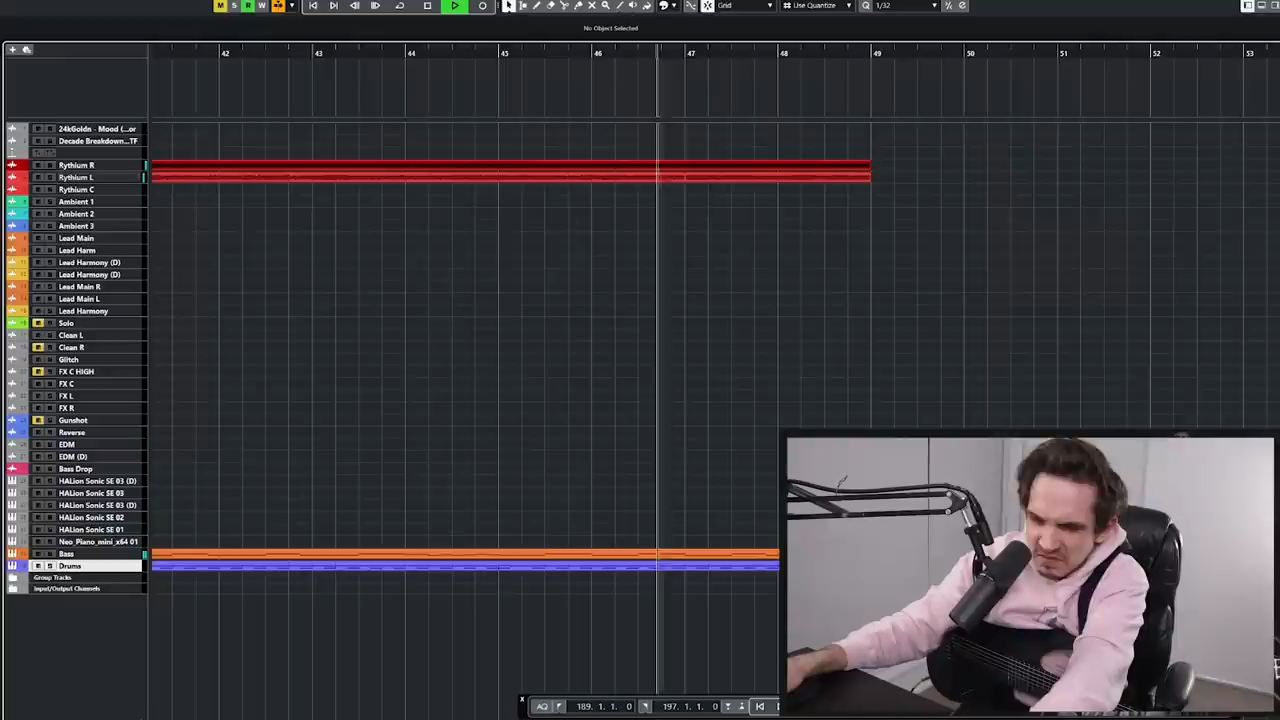 M S R W Grid Use Quantize Q 1/32
No Object Selected
42 43 44 45 46 47 48 49 50 51 52 53
24kGoldn - Mood (...or
Decade Breakdown...TF
Rythium R
Rythium L
Rythium C
Ambient 1
Ambient 2
Ambient 3
Lead Main
Lead Harm
Lead Harmony (D)
Lead Harmony (D)
Lead Main R
Lead Main L
Lead Harmony
Solo
Clean L
Clean R
Glitch
FX C HIGH
FX C
FX L
FX R
Gunshot
Reverse
EDM
EDM (D)
Bass Drop
HALion Sonic SE 03 (D)
HALion Sonic SE 03
HALion Sonic SE 03 (D)
HALion Sonic SE 02
HALion Sonic SE 01
Neo_Piano_mini_x64 01
Bass
Drums
Group Tracks
Input/Output Channels
AQ 189. 1. 1. 0 197. 1. 1. 0